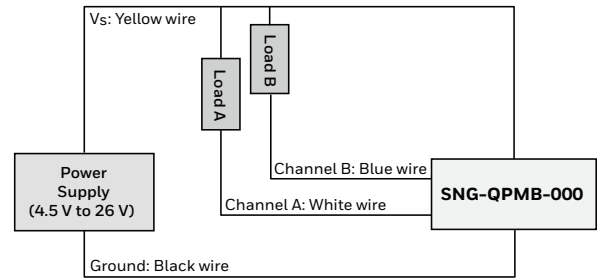 Vs: Yellow wire
Load A
Load B
Power
Supply
(4.5 V to 26 V)
Channel B: Blue wire
Channel A: White wire
SNG-QPMB-000
Ground: Black wire